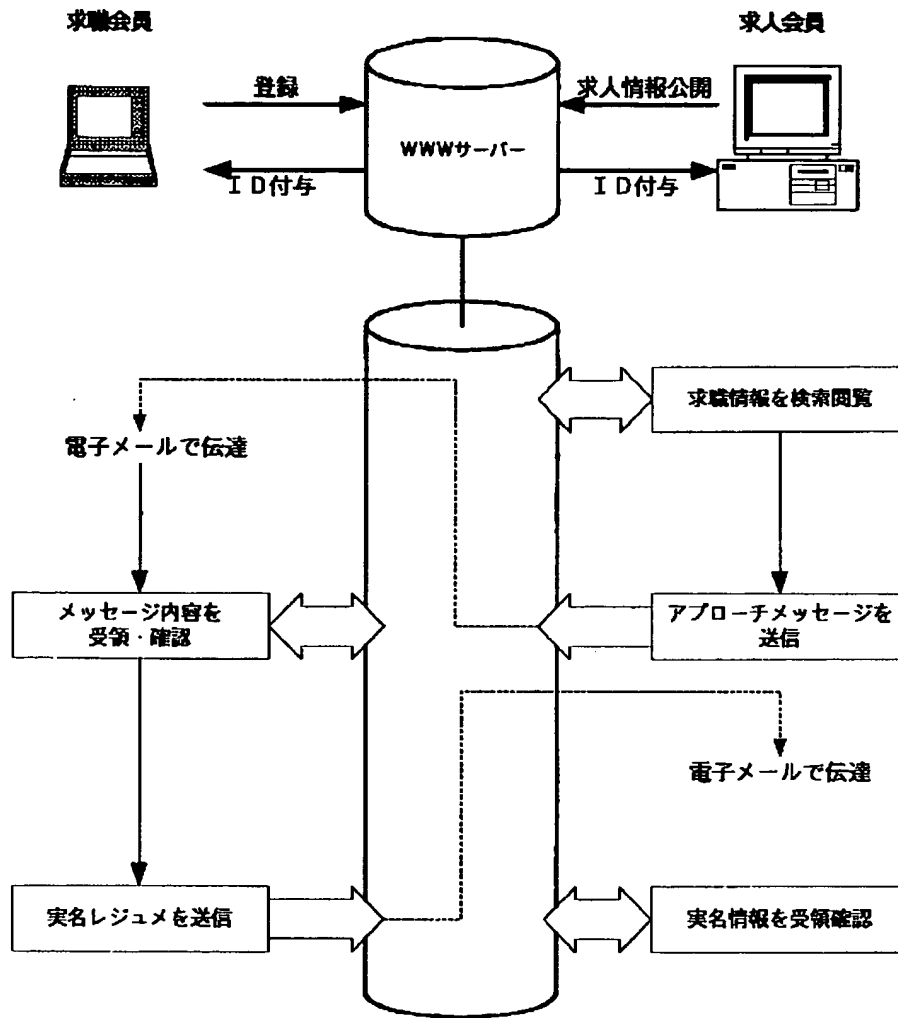 求職会員
求人会員
登録
求人情報公開
WWWサーバー
ID付与
ID付与
求職情報を検索閲覧
電子メールで伝達
メッセージ内容を
受領・確認
アプローチメッセージを
送信
電子メールで伝達
実名レジュメを送信
実名情報を受領確認